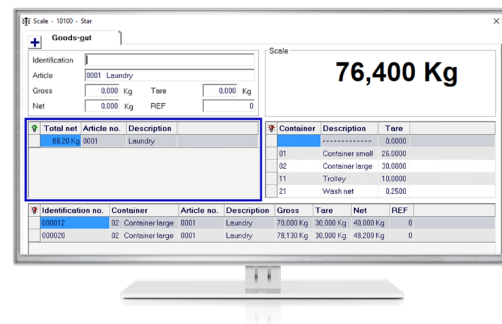 Scale - 10100 - Star
Goods-out
Identification
Article 0001 Laundry
Gross 0,000 Kg Tare 0,000 Kg
Net 0,000 Kg REF 0
Scale
76,400 Kg
Total net Article no. Description
88,20 Kg 0001 Laundry
Container Description Tare
------------- 0,0000
01 Container small 26,0000
02 Container large 30,0000
11 Trolley 10,0000
21 Wash net 0,2500
Identification no. Container Article no. Description Gross Tare Net REF
000012 02 Container large 0001 Laundry 70,000 Kg 30,000 Kg 40,000 Kg 0
000020 02 Container large 0001 Laundry 78,130 Kg 30,000 Kg 48,200 Kg 0